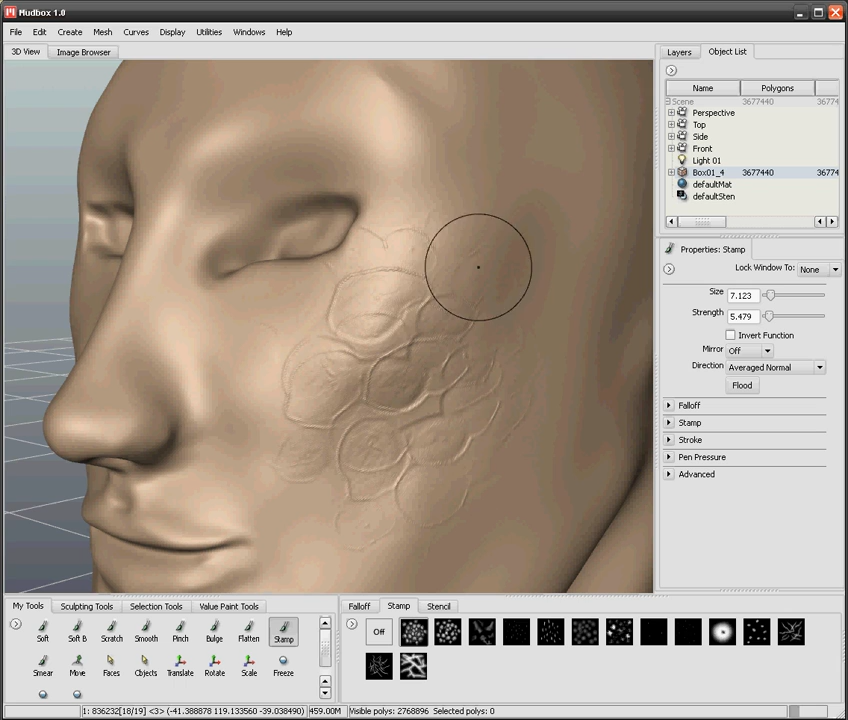 Mudbox 1.0
File Edit Create Mesh Curves Display Utilities Windows Help
3D View Image Browser
Layers Object List
Name Polygons
Scene 3677440 36774
Perspective
Top
Side
Front
Light 01
Box01_4 3677440 36774
defaultMat
defaultSten
Properties: Stamp
Lock Window To: None
Size 7.123
Strength 5.479
Invert Function
Mirror Off
Direction Averaged Normal
Flood
Falloff
Stamp
Stroke
Pen Pressure
Advanced
My Tools Sculpting Tools Selection Tools Value Paint Tools
Soft Soft B Scratch Smooth Pinch Bulge Flatten Stamp
Smear Move Faces Objects Translate Rotate Scale Freeze
Falloff Stamp Stencil
Off
1: 836232[18/19] <3> (-41.388878 119.133560 -39.038490) 459.00M Visible polys: 2768896 Selected polys: 0